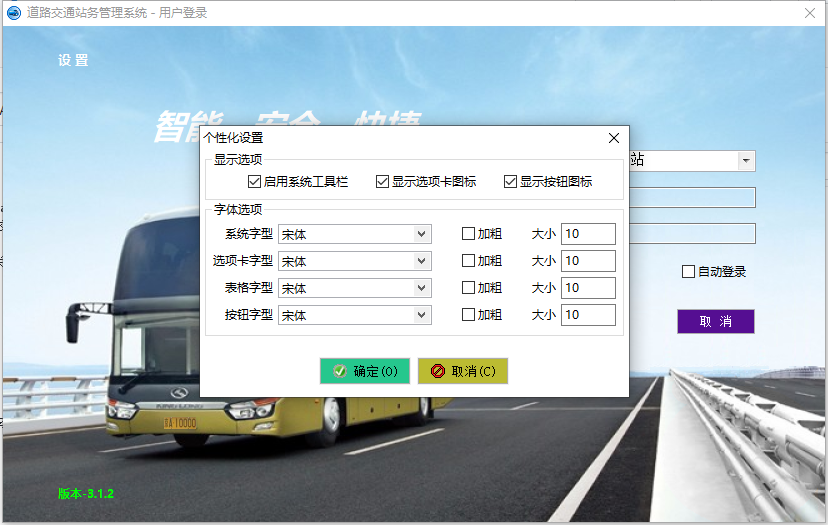 道路交通站务管理系统 - 用户登录
设 置
智能 安全 快捷
个性化设置
站
显示选项
启用系统工具栏 显示选项卡图标 显示按钮图标
字体选项
系统字型 宋体 加粗 大小 10
选项卡字型 宋体 加粗 大小 10
表格字型 宋体 加粗 大小 10
按钮字型 宋体 加粗 大小 10
自动登录
取 消
确定(O) 取消(C)
KING LONG
A10000
版本-3.1.2